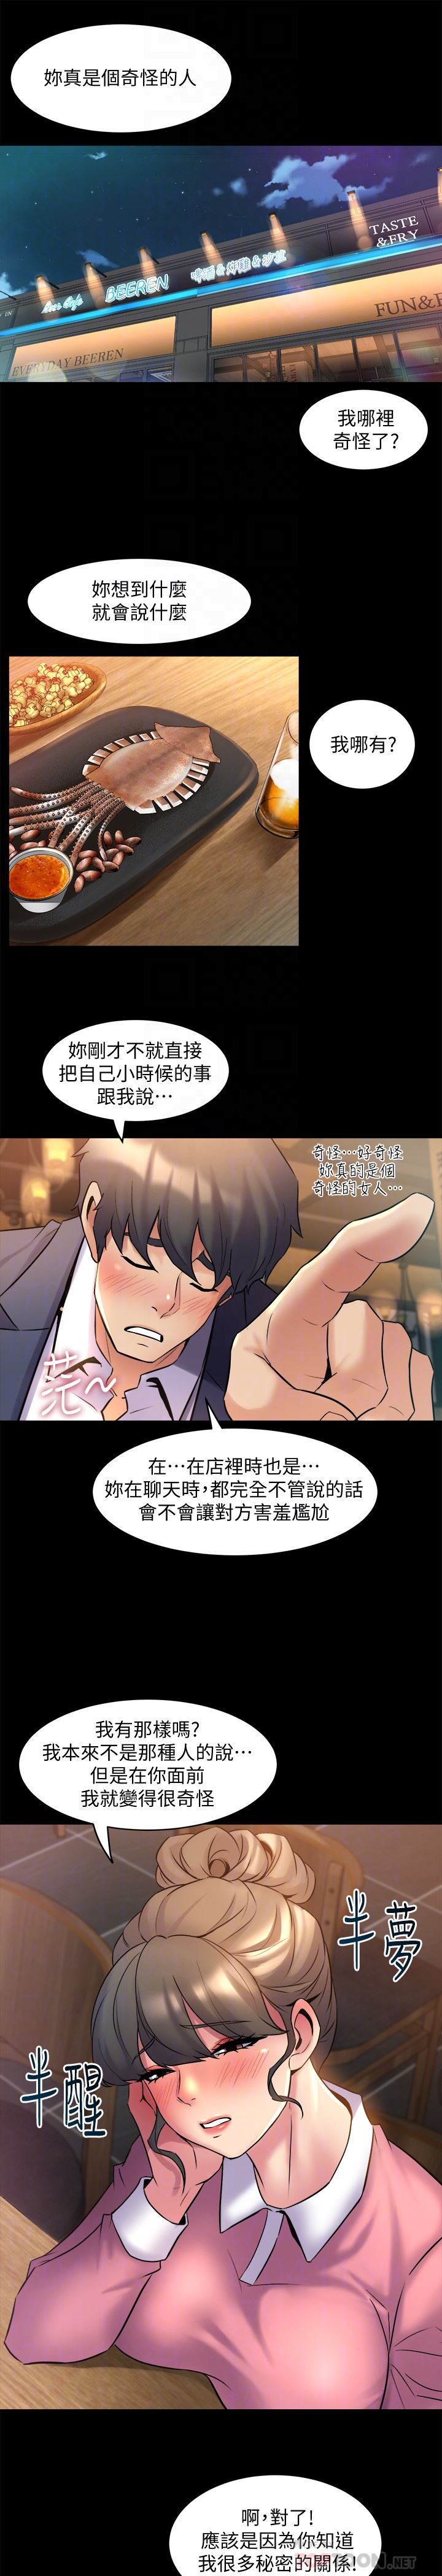 妳真是個奇怪的人
TASTE
&FRY
BEEREN
啤酒&炸雞&沙拉
FUN&F
EVERYDAY BEEREN
我哪裡
奇怪了?
妳想到什麼
就會說什麼
我哪有?
妳剛才不就直接
把自己小時候的事
跟我說…
奇怪…好奇怪
妳真的是個
奇怪的女人…
茫~
在…在店裡時也是…
妳在聊天時,都完全不管說的話
會不會讓對方害羞尷尬
我有那樣嗎?
我本來不是那種人的說…
但是在你面前
我就變得很奇怪
半夢
半醒
啊,對了!
應該是因為你知道
我很多秘密的關係!